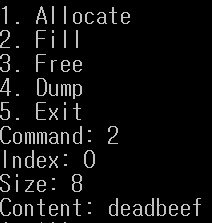 1. Allocate
2. Fill
3. Free
4. Dump
5. Exit
Command: 2
Index: 0
Size: 8
Content: deadbeef